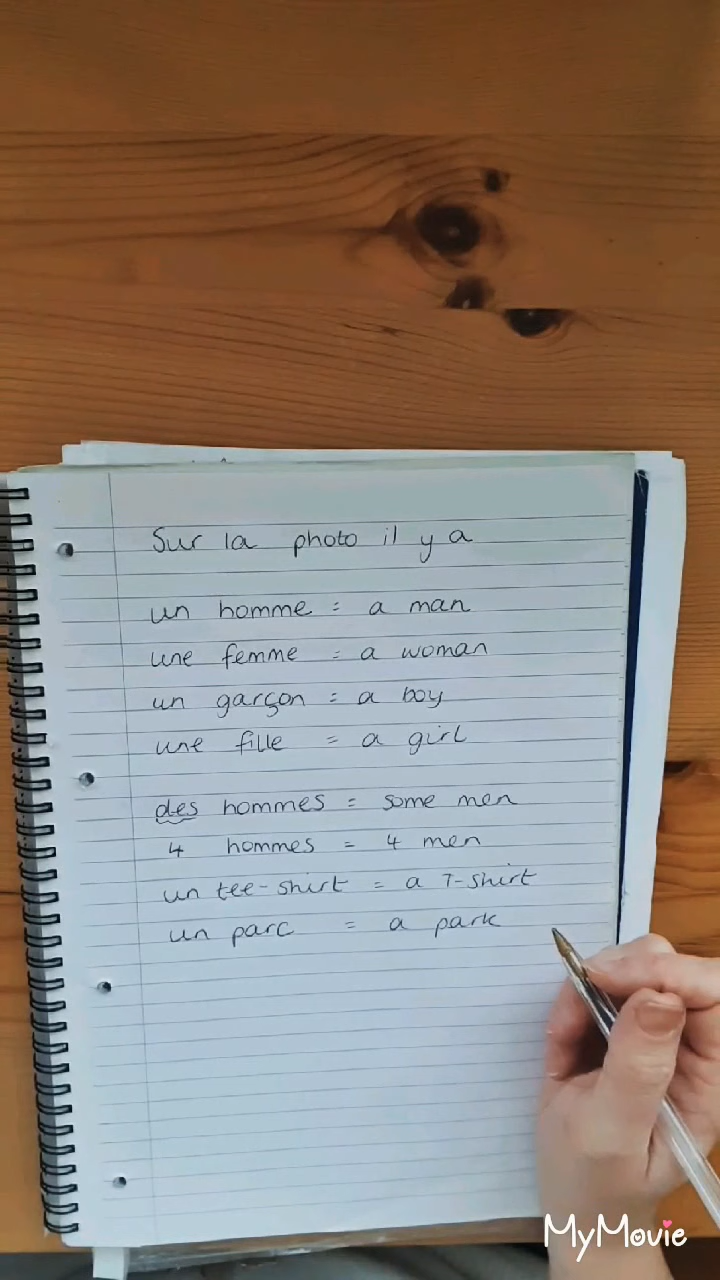 Sur la photo il y a
un homme = a man
une femme = a woman
un garçon = a boy
une fille = a girl
des hommes = some men
4 hommes = 4 men
un tee-shirt = a T-shirt
un parc = a park
MyMovie